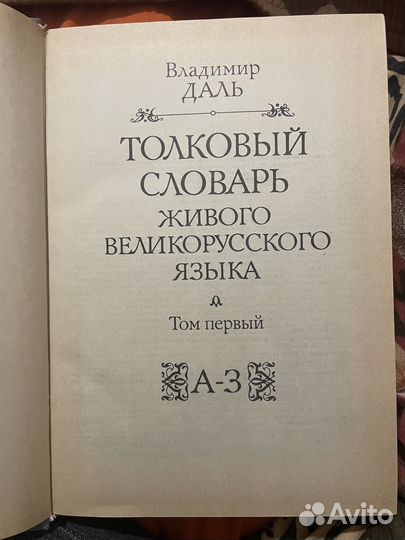 Владимир
ДАЛЬ
ТОЛКОВЫЙ
СЛОВАРЬ
ЖИВОГО
ВЕЛИКОРУССКОГО
ЯЗЫКА
Том первый
А-З
Avito